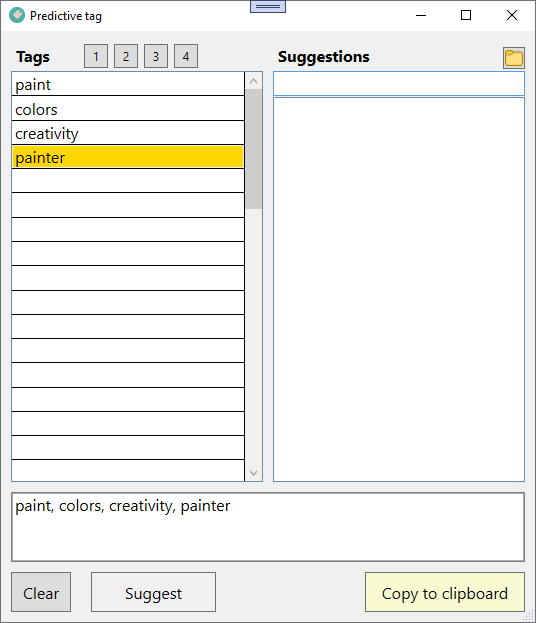 Predictive tag
Tags 1 2 3 4
Suggestions
paint
colors
creativity
painter
paint, colors, creativity, painter
Clear Suggest Copy to clipboard